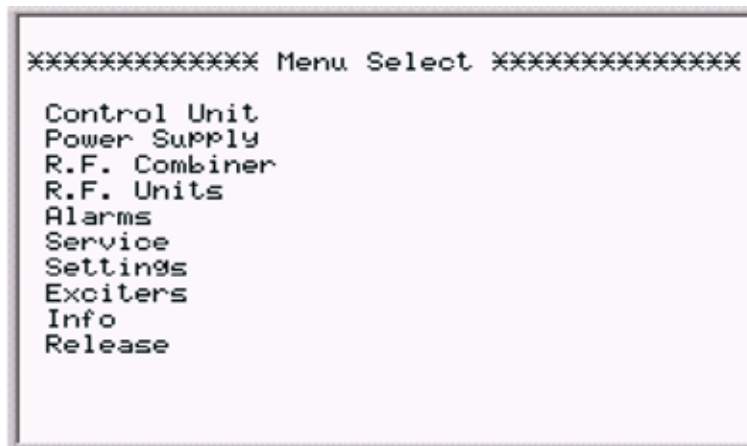 ************* Menu Select **************
Control Unit
Power Supply
R.F. Combiner
R.F. Units
Alarms
Service
Settings
Exciters
Info
Release